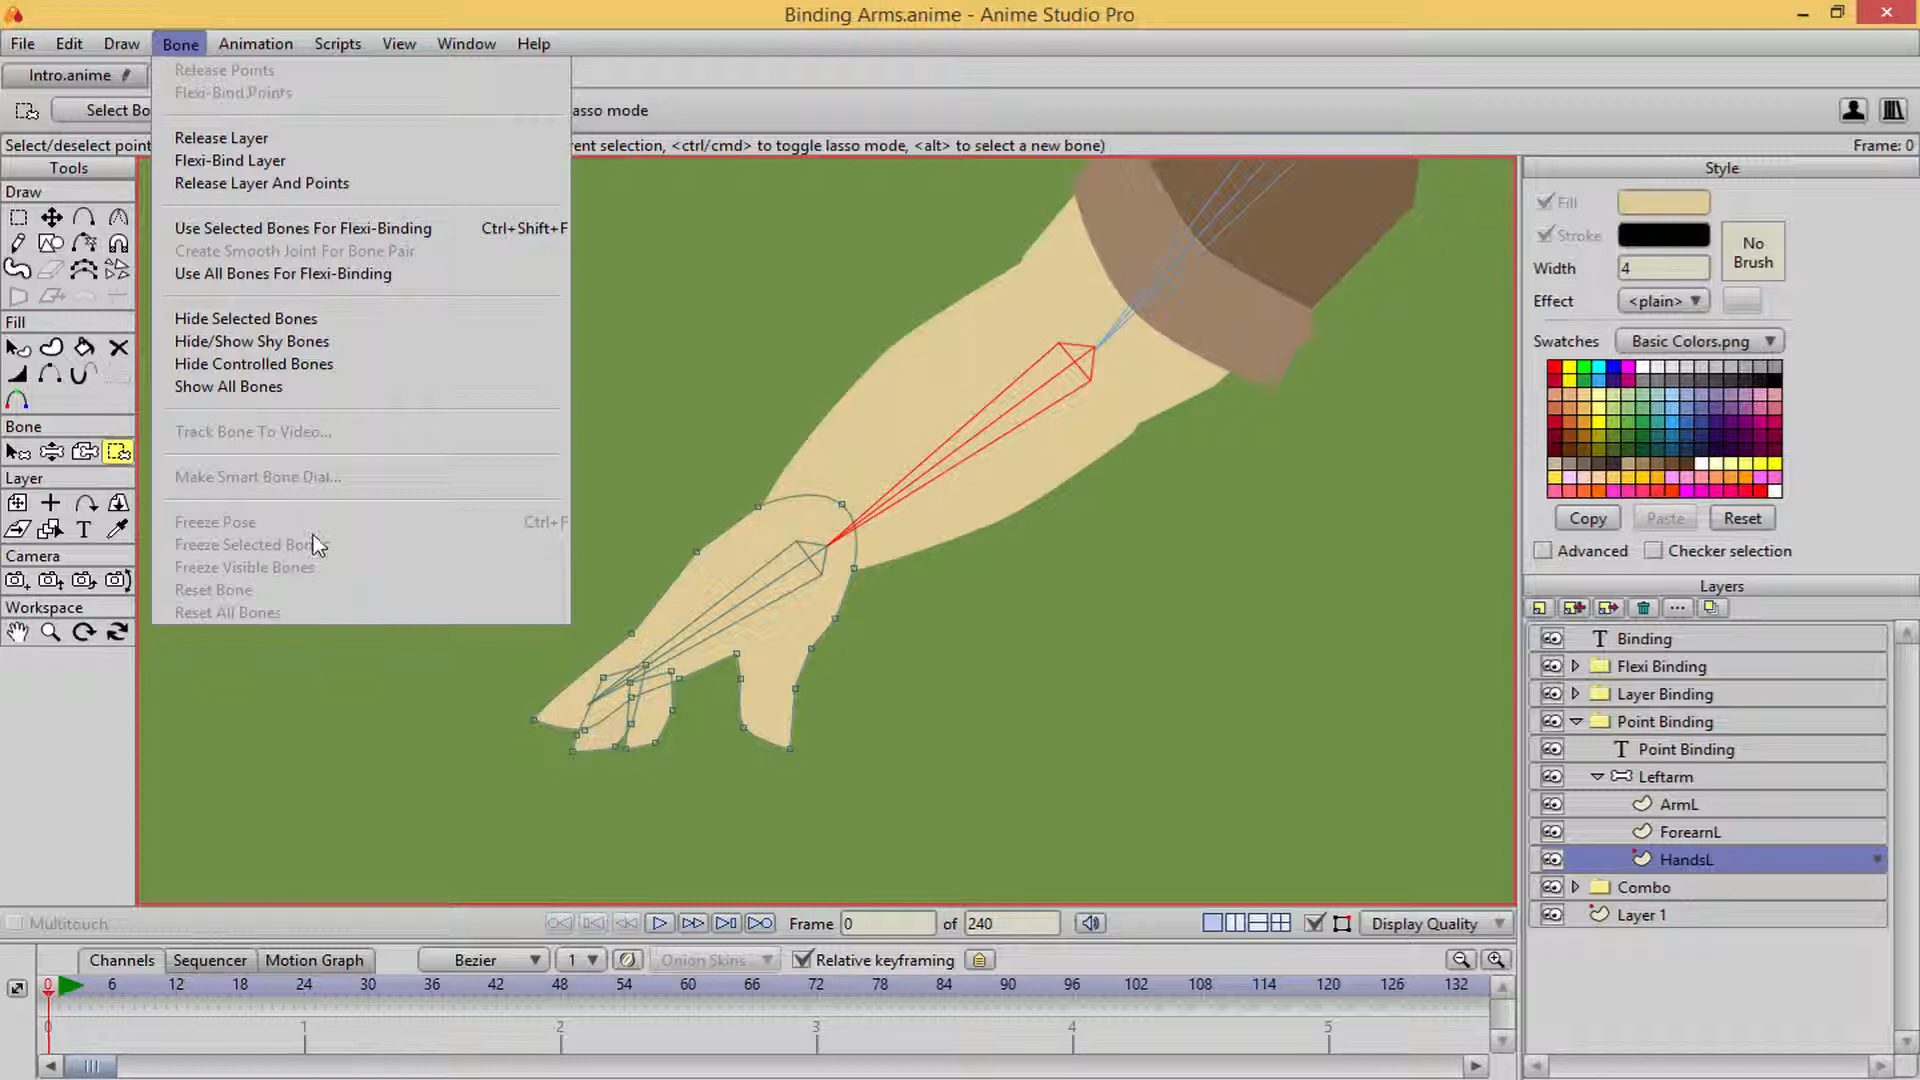 Binding Arms.anime - Anime Studio Pro
File Edit Draw Bone Animation Scripts View Window Help
Intro.anime
Release Points
Flexi-Bind Points
Select Bo
asso mode
Release Layer
Select/deselect point
rent selection, <ctrl/cmd> to toggle lasso mode, <alt> to select a new bone)
Frame: 0
Flexi-Bind Layer
Release Layer And Points
Use Selected Bones For Flexi-Binding Ctrl+Shift+F
Create Smooth Joint For Bone Pair
Use All Bones For Flexi-Binding
Hide Selected Bones
Hide/Show Shy Bones
Hide Controlled Bones
Show All Bones
Track Bone To Video...
Make Smart Bone Dial...
Freeze Pose Ctrl+F
Freeze Selected Bon
Freeze Visible Bones
Reset Bone
Reset All Bones
Tools
Draw
Fill
Bone
Layer
T
Camera
Workspace
Style
Fill
Stroke
No Brush
Width 4
Effect <plain>
Swatches Basic Colors.png
Copy Paste Reset
Advanced Checker selection
Layers
T Binding
Flexi Binding
Layer Binding
Point Binding
T Point Binding
Leftarm
ArmL
ForearnL
HandsL
Combo
Layer 1
Multitouch
Frame 0 of 240
Display Quality
Channels Sequencer Motion Graph Bezier 1 Onion Skins Relative keyframing
0 6 12 18 24 30 36 42 48 54 60 66 72 78 84 90 96 102 108 114 120 126 132
0 1 2 3 4 5